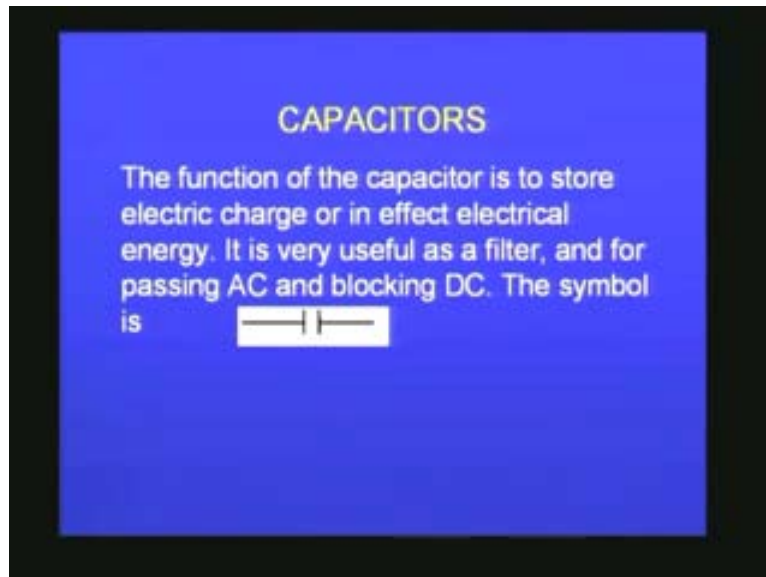 CAPACITORS
The function of the capacitor is to store
electric charge or in effect electrical
energy. It is very useful as a filter, and for
passing AC and blocking DC. The symbol
is